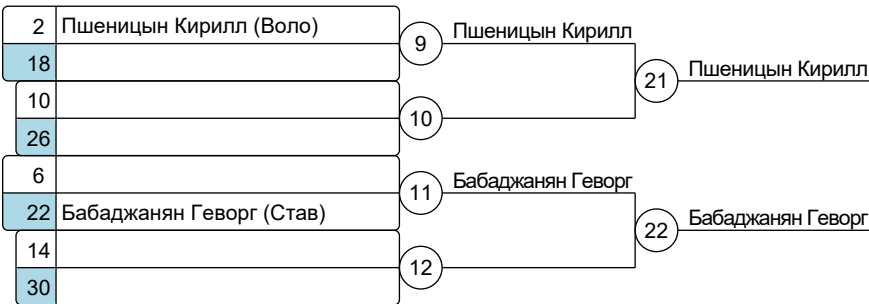 2 Пшеницын Кирилл (Воло)
18
9 Пшеницын Кирилл
21 Пшеницын Кирилл
10
26
10
6
22 Бабаджанян Геворг (Став)
11 Бабаджанян Геворг
22 Бабаджанян Геворг
14
30
12